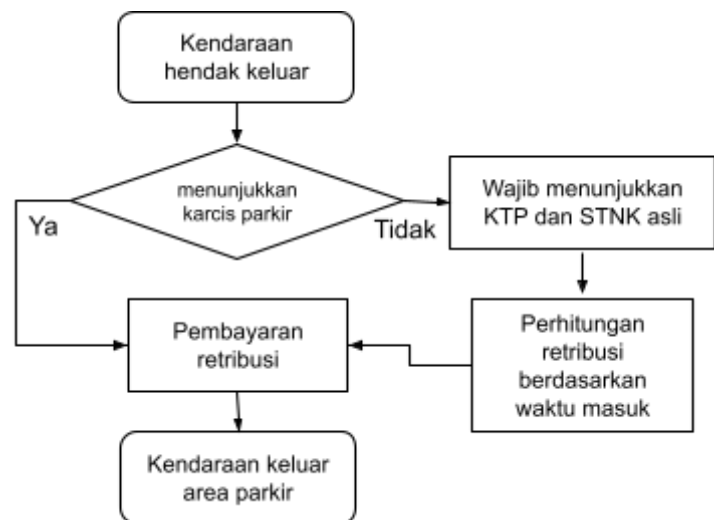 Kendaraan
hendak keluar
menunjukkan
karcis parkir
Ya
Tidak
Wajib menunjukkan
KTP dan STNK asli
Perhitungan
retribusi
berdasarkan
waktu masuk
Pembayaran
retribusi
Kendaraan keluar
area parkir